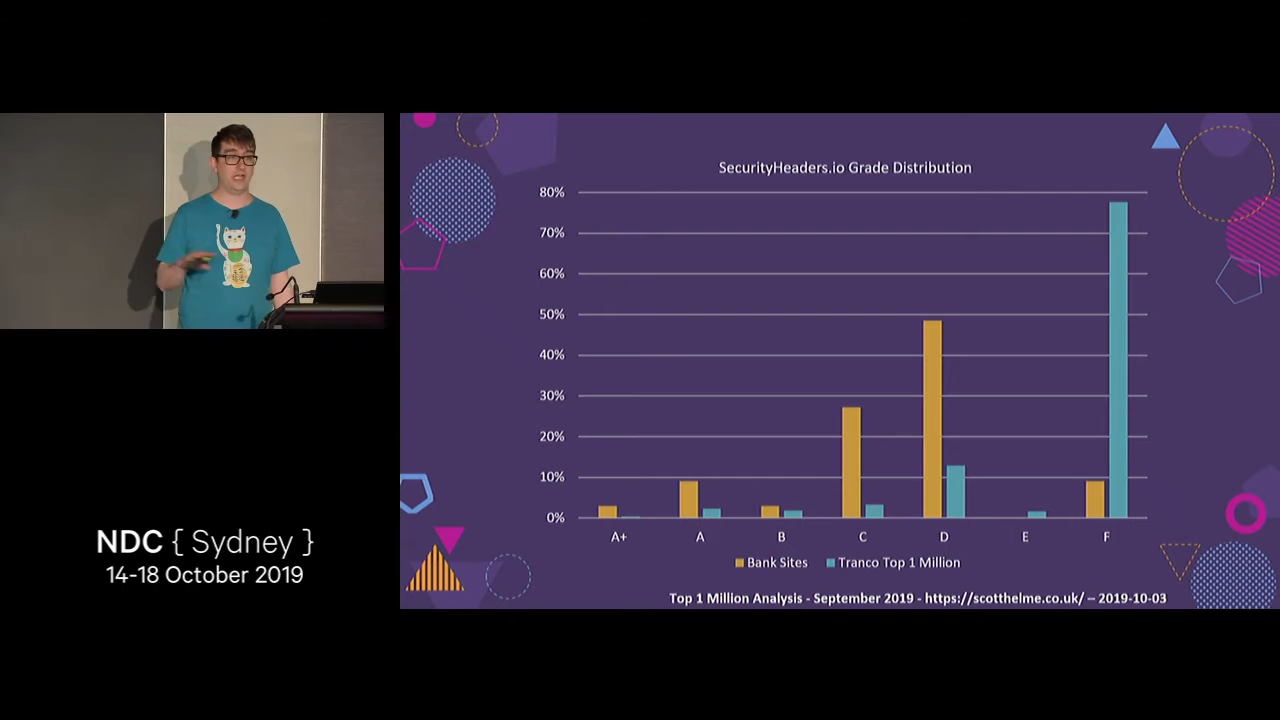 SecurityHeaders.io Grade Distribution
80%
70%
60%
50%
40%
30%
20%
10%
0%
A+ A B C D E F
Bank Sites Tranco Top 1 Million
Top 1 Million Analysis - September 2019 - https://scotthelme.co.uk/ – 2019-10-03
NDC { Sydney }
14-18 October 2019